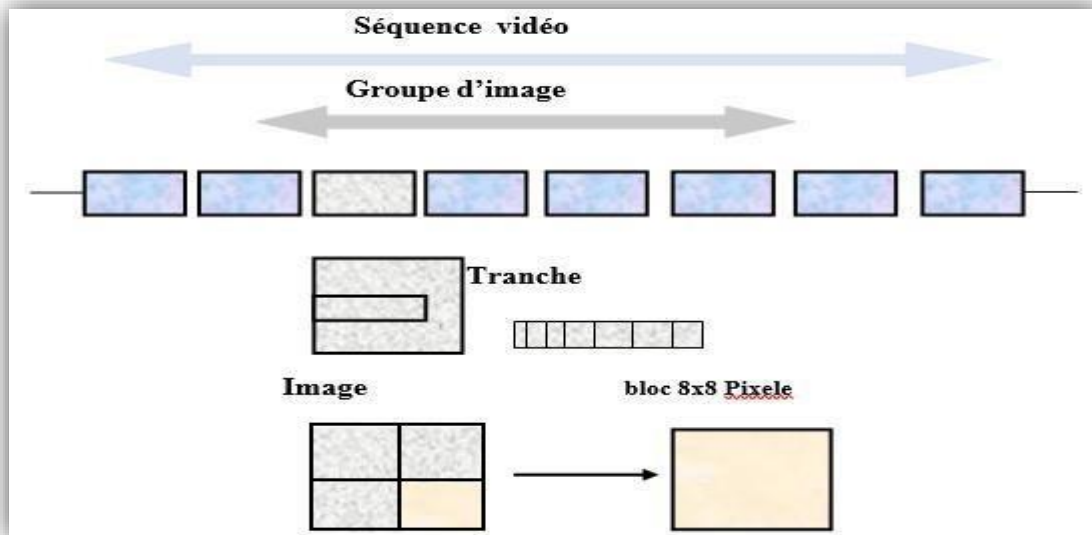 Séquence vidéo
Groupe d'image
Tranche
Image
bloc 8x8 Pixele